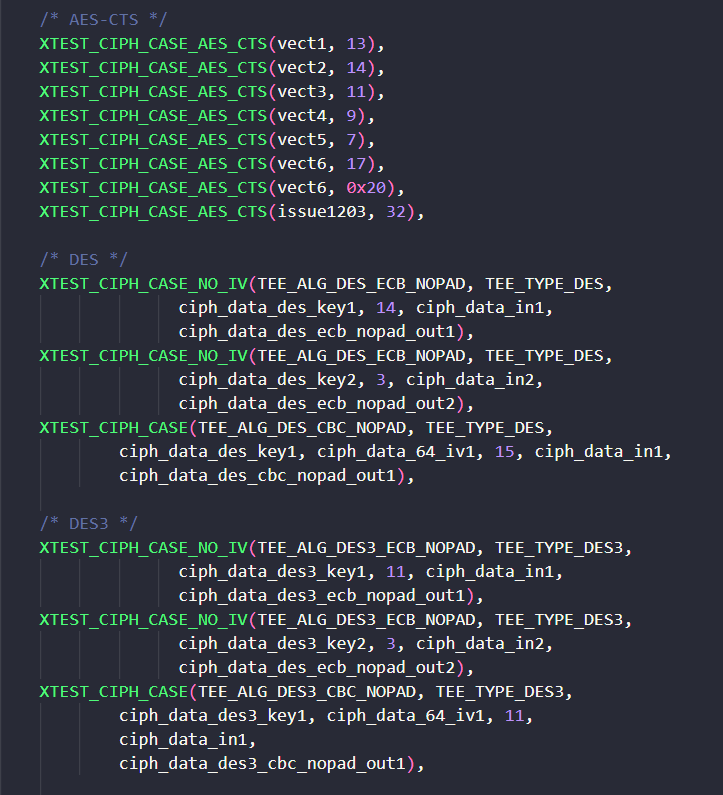 /* AES-CTS */
XTEST_CIPH_CASE_AES_CTS(vect1, 13),
XTEST_CIPH_CASE_AES_CTS(vect2, 14),
XTEST_CIPH_CASE_AES_CTS(vect3, 11),
XTEST_CIPH_CASE_AES_CTS(vect4, 9),
XTEST_CIPH_CASE_AES_CTS(vect5, 7),
XTEST_CIPH_CASE_AES_CTS(vect6, 17),
XTEST_CIPH_CASE_AES_CTS(vect6, 0x20),
XTEST_CIPH_CASE_AES_CTS(issue1203, 32),

/* DES */
XTEST_CIPH_CASE_NO_IV(TEE_ALG_DES_ECB_NOPAD, TEE_TYPE_DES,
ciph_data_des_key1, 14, ciph_data_in1,
ciph_data_des_ecb_nopad_out1),
XTEST_CIPH_CASE_NO_IV(TEE_ALG_DES_ECB_NOPAD, TEE_TYPE_DES,
ciph_data_des_key2, 3, ciph_data_in2,
ciph_data_des_ecb_nopad_out2),
XTEST_CIPH_CASE(TEE_ALG_DES_CBC_NOPAD, TEE_TYPE_DES,
ciph_data_des_key1, ciph_data_64_iv1, 15, ciph_data_in1,
ciph_data_des_cbc_nopad_out1),

/* DES3 */
XTEST_CIPH_CASE_NO_IV(TEE_ALG_DES3_ECB_NOPAD, TEE_TYPE_DES3,
ciph_data_des3_key1, 11, ciph_data_in1,
ciph_data_des3_ecb_nopad_out1),
XTEST_CIPH_CASE_NO_IV(TEE_ALG_DES3_ECB_NOPAD, TEE_TYPE_DES3,
ciph_data_des3_key2, 3, ciph_data_in2,
ciph_data_des_ecb_nopad_out2),
XTEST_CIPH_CASE(TEE_ALG_DES3_CBC_NOPAD, TEE_TYPE_DES3,
ciph_data_des3_key1, ciph_data_64_iv1, 11,
ciph_data_in1,
ciph_data_des3_cbc_nopad_out1),